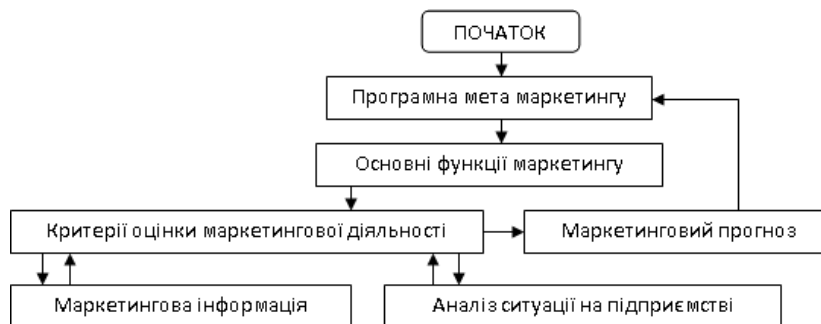 ПОЧАТОК
Програмна мета маркетингу
Основні функції маркетингу
Критерії оцінки маркетингової діяльності
Маркетинговий прогноз
Маркетингова інформація
Аналіз ситуації на підприємстві